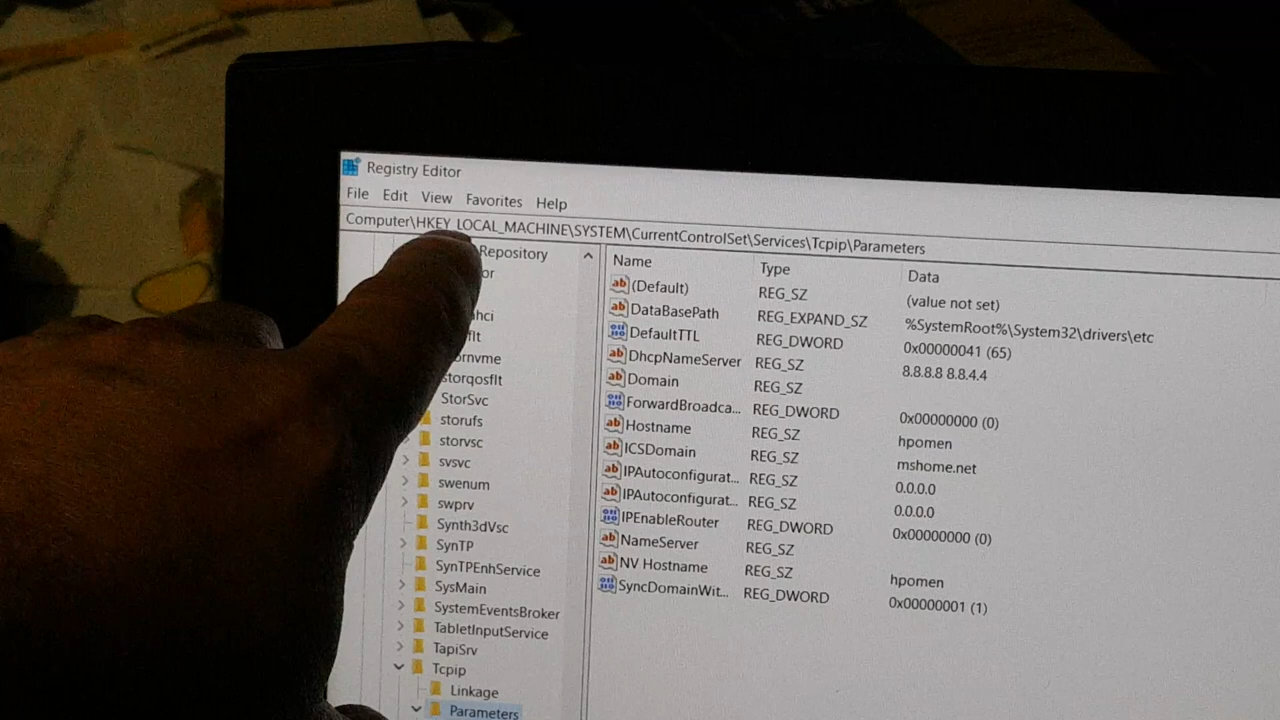 Registry Editor
File Edit View Favorites Help
Computer\HKEY_LOCAL_MACHINE\SYSTEM\CurrentControlSet\Services\Tcpip\Parameters
Repository
or
hci
flt
ornvme
storqosflt
StorSvc
storufs
storvsc
svsvc
swenum
swprv
Synth3dVsc
SynTP
SynTPEnhService
SysMain
SystemEventsBroker
TabletInputService
TapiSrv
Tcpip
Linkage
Parameters
Name Type Data
(Default) REG_SZ (value not set)
DataBasePath REG_EXPAND_SZ %SystemRoot%\System32\drivers\etc
DefaultTTL REG_DWORD 0x00000041 (65)
DhcpNameServer REG_SZ 8.8.8.8 8.8.4.4
Domain REG_SZ
ForwardBroadca... REG_DWORD 0x00000000 (0)
Hostname REG_SZ hpomen
ICSDomain REG_SZ mshome.net
IPAutoconfigurat... REG_SZ 0.0.0.0
IPAutoconfigurat... REG_SZ 0.0.0.0
IPEnableRouter REG_DWORD 0x00000000 (0)
NameServer REG_SZ
NV Hostname REG_SZ hpomen
SyncDomainWit... REG_DWORD 0x00000001 (1)